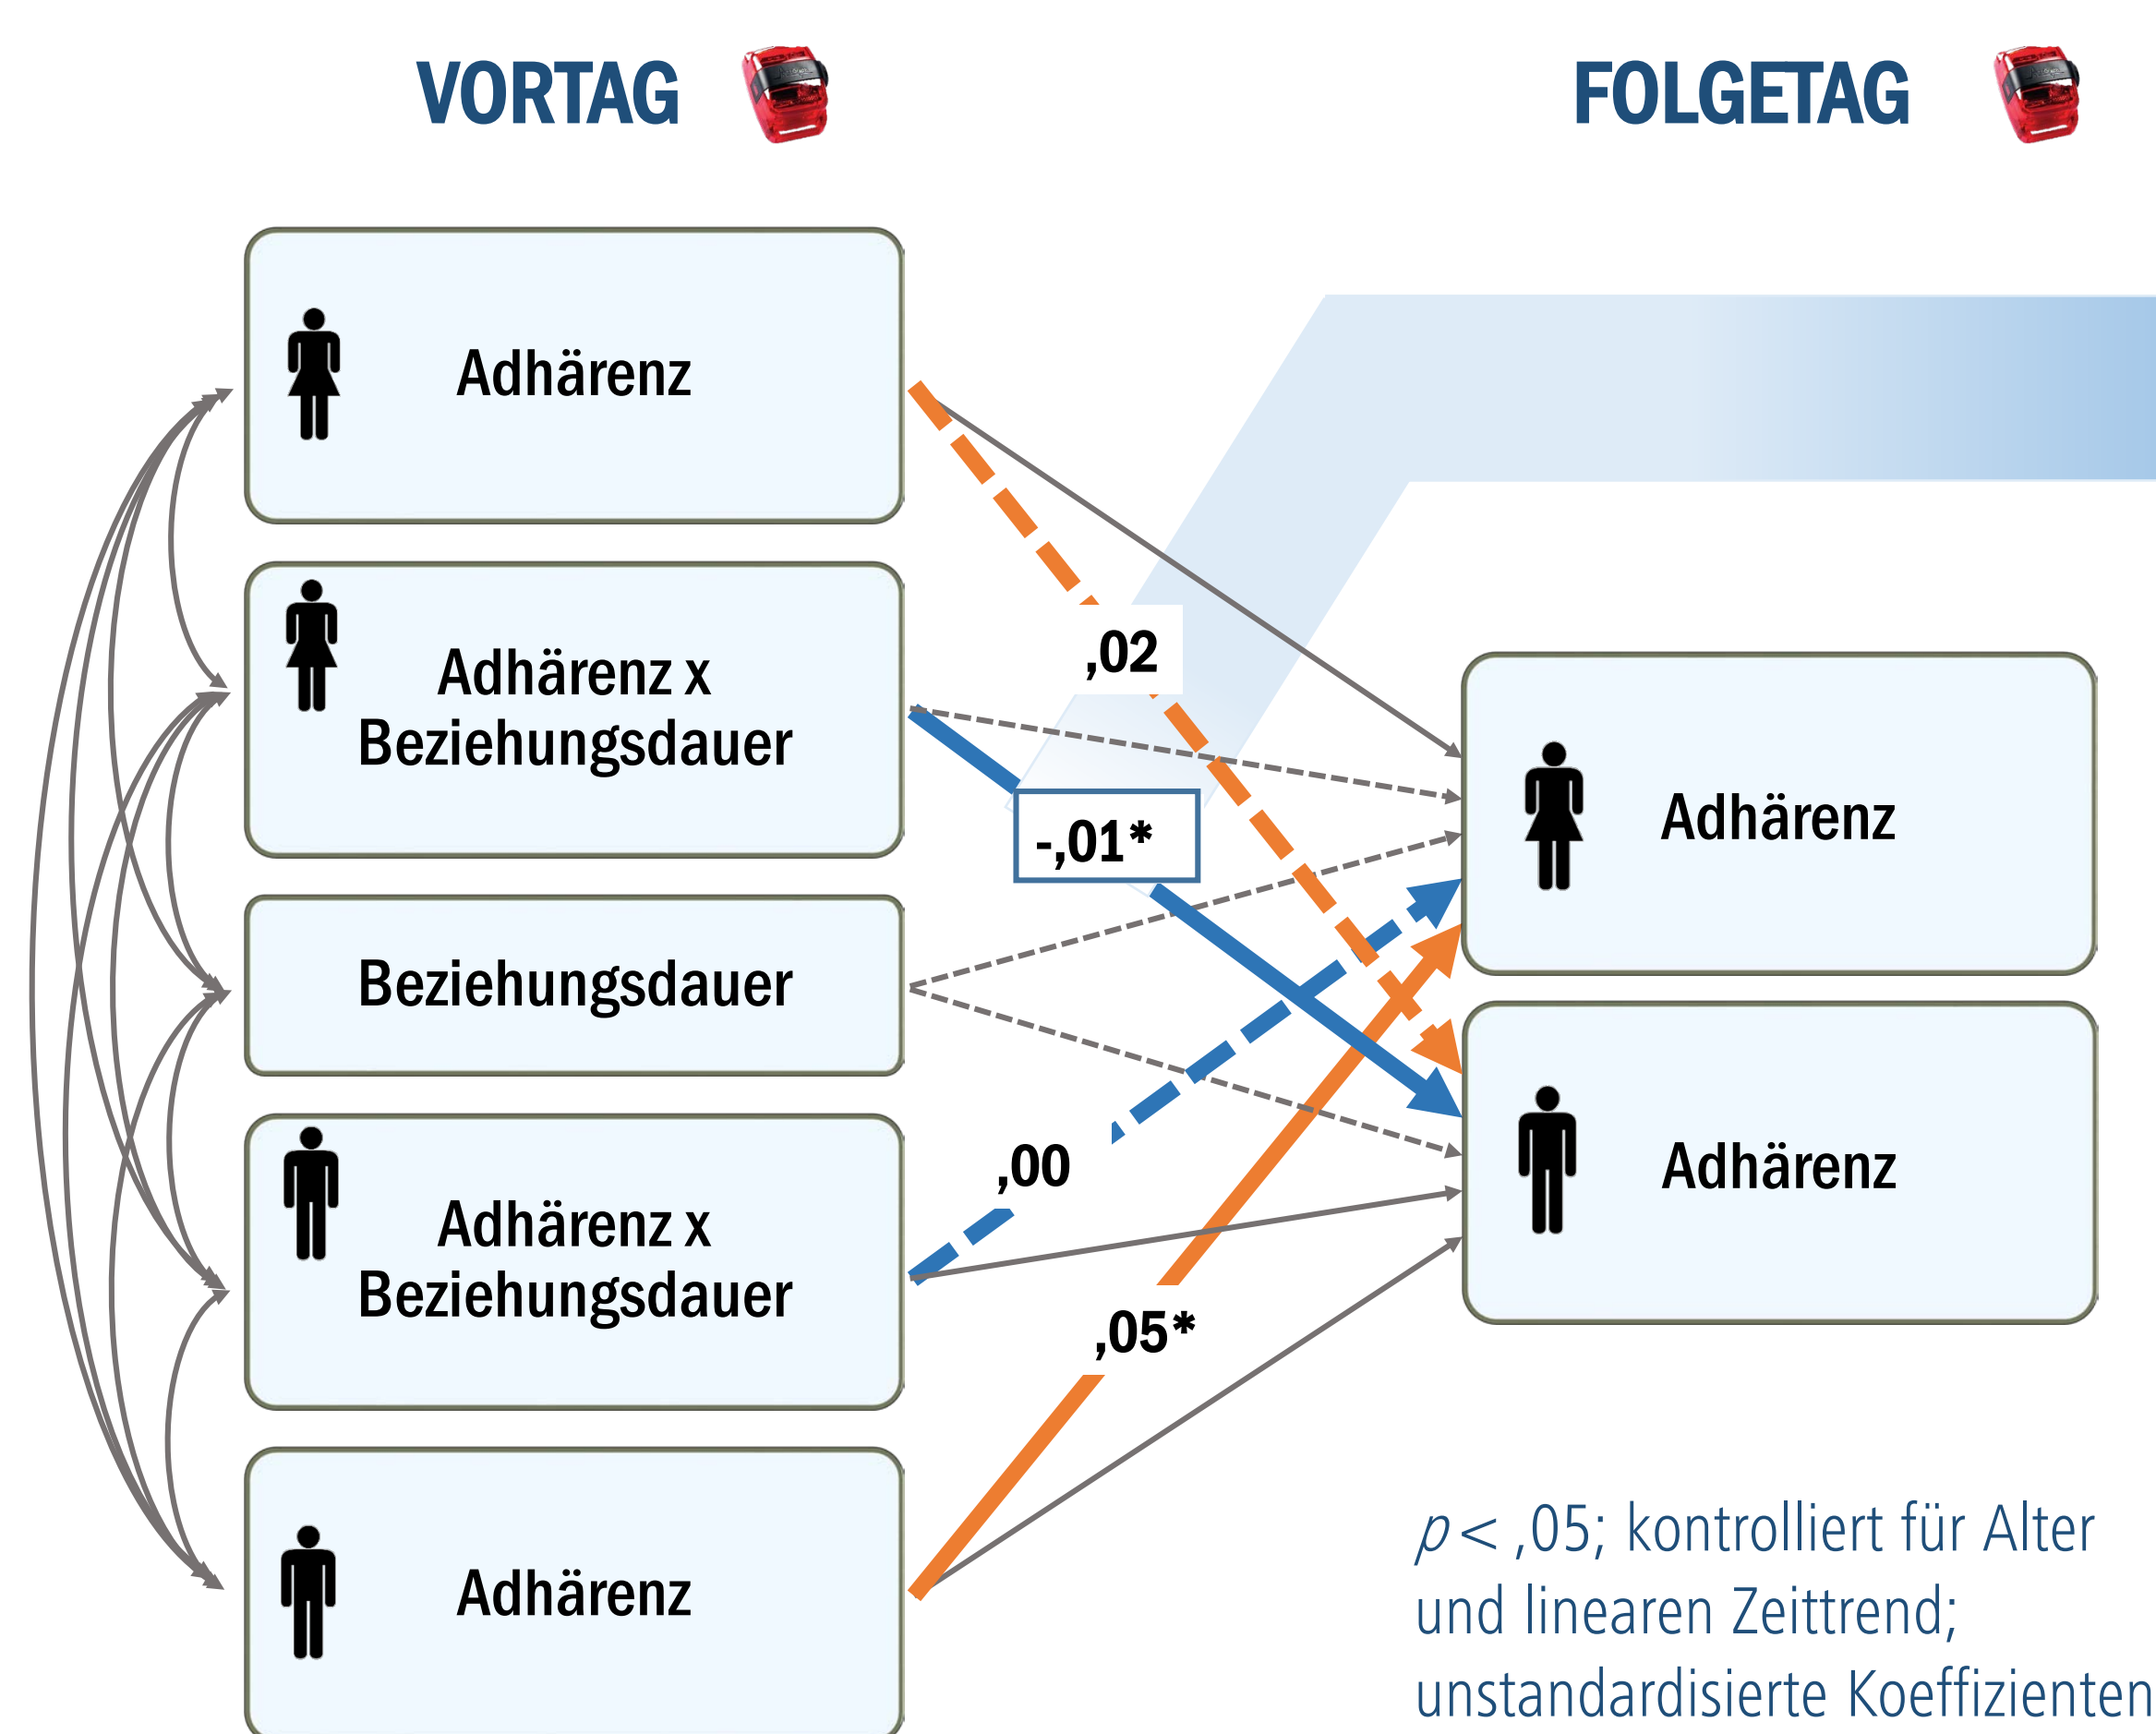 VORTAG
FOLGETAG
Adhärenz
Adhärenz x
Beziehungsdauer
Beziehungsdauer
Adhärenz x
Beziehungsdauer
Adhärenz
,02
-,01*
,00
,05*
Adhärenz
Adhärenz
p < ,05; kontrolliert für Alter
und linearen Zeittrend;
unstandardisierte Koeffizienten